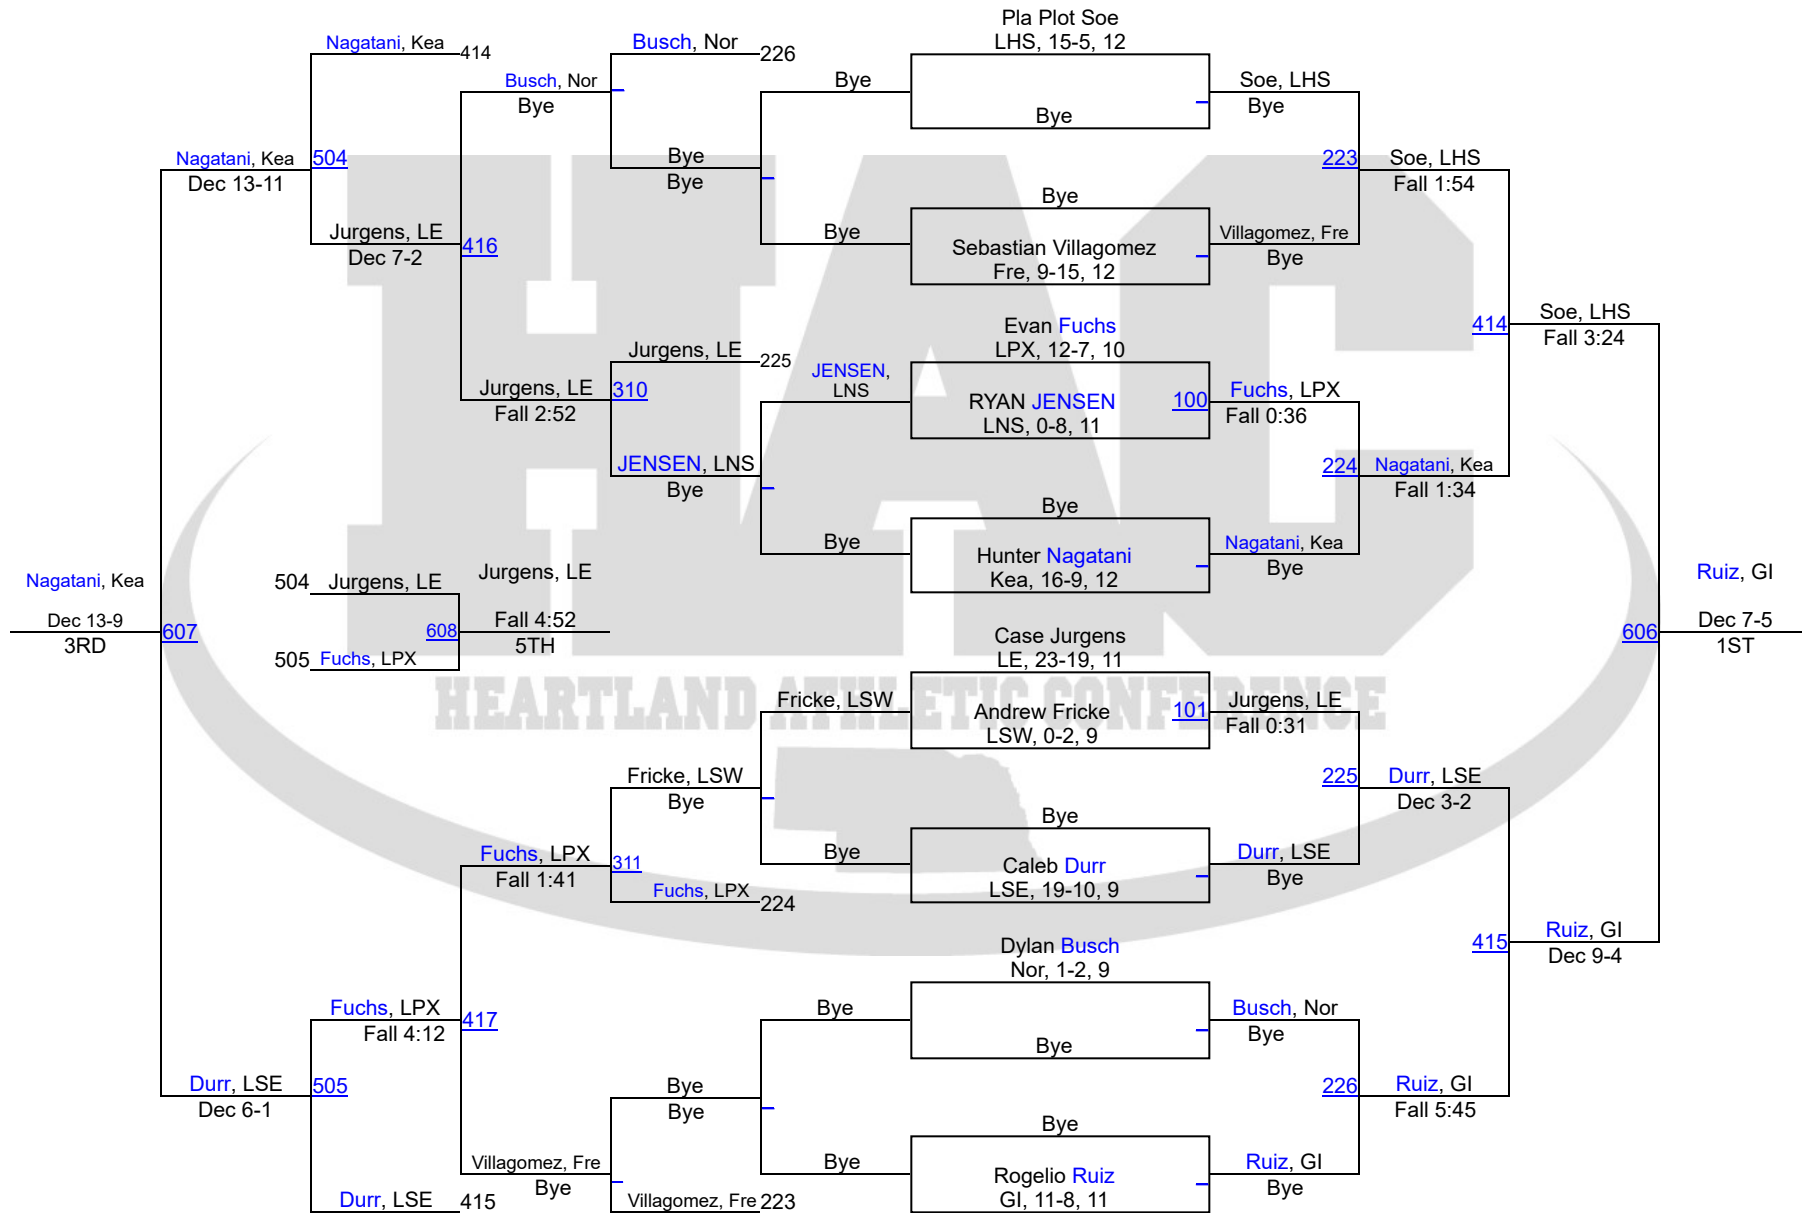 Pla Plot Soe
LHS, 15-5, 12
Bye
Bye
Sebastian Villagomez
Fre, 9-15, 12
Evan Fuchs
LPX, 12-7, 10
RYAN JENSEN
LNS, 0-8, 11
100
Bye
Hunter Nagatani
Kea, 16-9, 12
Case Jurgens
LE, 23-19, 11
Andrew Fricke
LSW, 0-2, 9
101
Bye
Caleb Durr
LSE, 19-10, 9
Dylan Busch
Nor, 1-2, 9
Bye
Bye
Rogelio Ruiz
GI, 11-8, 11
Soe, LHS
Bye
223
Villagomez, Fre
Bye
Fuchs, LPX
Fall 0:36
224
Nagatani, Kea
Bye
Jurgens, LE
Fall 0:31
225
Durr, LSE
Bye
Busch, Nor
Bye
226
Ruiz, GI
Bye
Soe, LHS
Fall 1:54
414
Nagatani, Kea
Fall 1:34
Durr, LSE
Dec 3-2
415
Ruiz, GI
Fall 5:45
Soe, LHS
Fall 3:24
606
Ruiz, GI
Dec 9-4
Ruiz, GI
Dec 7-5
1ST
Bye
Bye
JENSEN,
LNS
Bye
Fricke, LSW
Bye
Bye
Bye
Busch, Nor
226
Bye
Bye
Jurgens, LE
225
310
JENSEN, LNS
Bye
Fricke, LSW
Bye
311
Fuchs, LPX
224
Bye
Bye
Villagomez, Fre
223
Busch, Nor
Bye
416
Jurgens, LE
Fall 2:52
Fuchs, LPX
Fall 1:41
417
Villagomez, Fre
Bye
Nagatani, Kea
414
504
Jurgens, LE
Dec 7-2
Fuchs, LPX
Fall 4:12
505
Durr, LSE
415
Nagatani, Kea
Dec 13-11
607
Durr, LSE
Dec 6-1
Nagatani, Kea
Dec 13-9
3RD
504
Jurgens, LE
608
505
Fuchs, LPX
Jurgens, LE
Fall 4:52
5TH
HAC
HEARTLAND ATHLETIC CONFERENCE